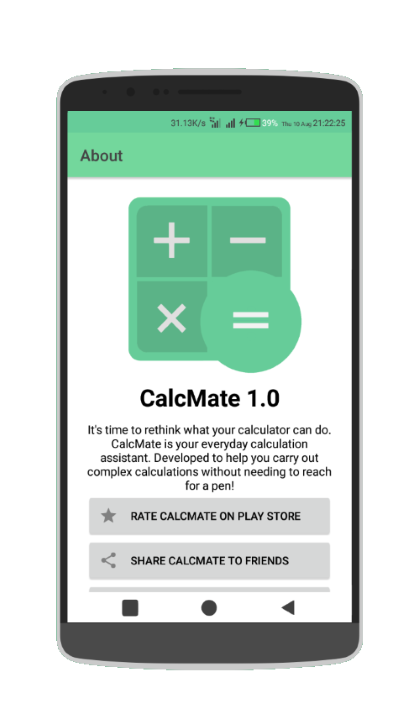 31.13K/s 39% Thu 10 Aug 21:22:25
About
CalcMate 1.0
It's time to rethink what your calculator can do.
CalcMate is your everyday calculation
assistant. Developed to help you carry out
complex calculations without needing to reach
for a pen!
RATE CALCMATE ON PLAY STORE
SHARE CALCMATE TO FRIENDS